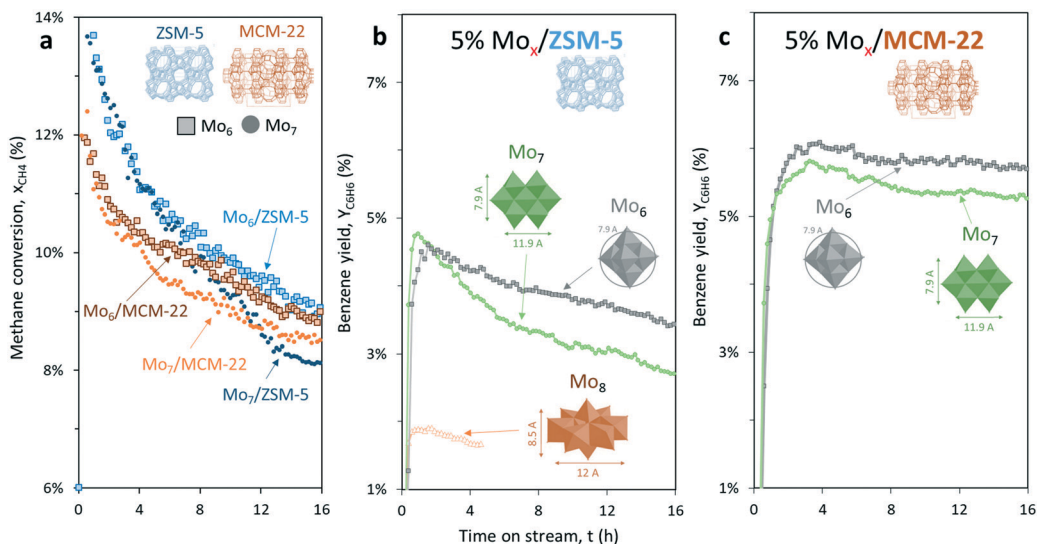 a
ZSM-5
MCM-22
Mo6
Mo7
Mo6/ZSM-5
Mo6/MCM-22
Mo7/MCM-22
Mo7/ZSM-5
14%
12%
10%
8%
6%
0 4 8 12 16
Methane conversion, xCH4 (%)
b
5% Mox/ZSM-5
Mo7
7.9 A
11.9 A
Mo6
7.9 A
Mo8
8.5 A
12 A
7%
5%
3%
1%
0 4 8 12 16
Benzene yield, YC6H6 (%)
Time on stream, t (h)
c
5% Mox/MCM-22
Mo6
7.9 A
Mo7
7.9 A
11.9 A
7%
5%
3%
1%
0 4 8 12 16
Benzene yield, YC6H6 (%)